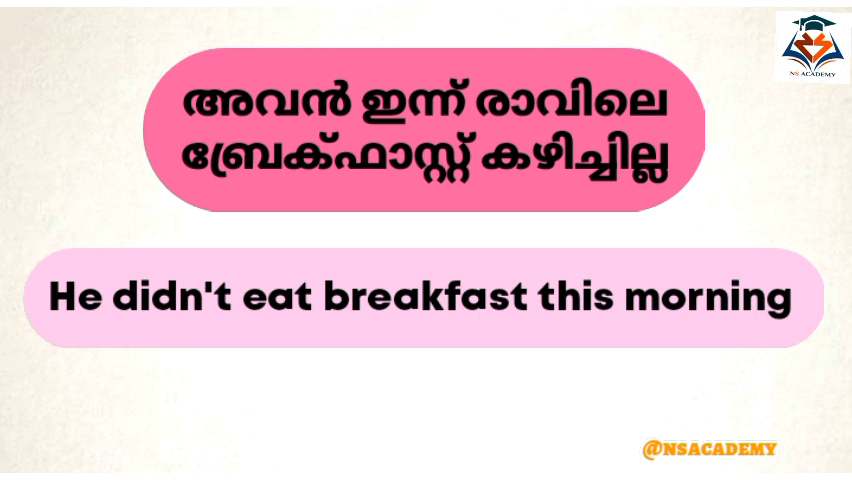 NS ACADEMY
അവൻ ഇന്ന് രാവിലെ
ബ്രേക്ഫാസ്റ്റ് കഴിച്ചില്ല
He didn't eat breakfast this morning
@NSACADEMY